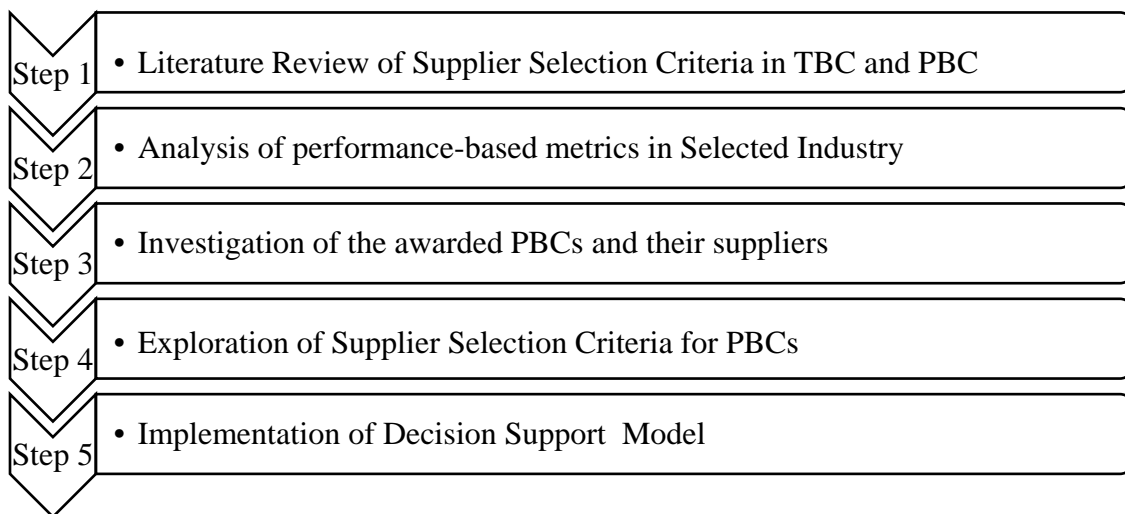 Step 1
• Literature Review of Supplier Selection Criteria in TBC and PBC
Step 2
• Analysis of performance-based metrics in Selected Industry
Step 3
• Investigation of the awarded PBCs and their suppliers
Step 4
• Exploration of Supplier Selection Criteria for PBCs
Step 5
• Implementation of Decision Support  Model